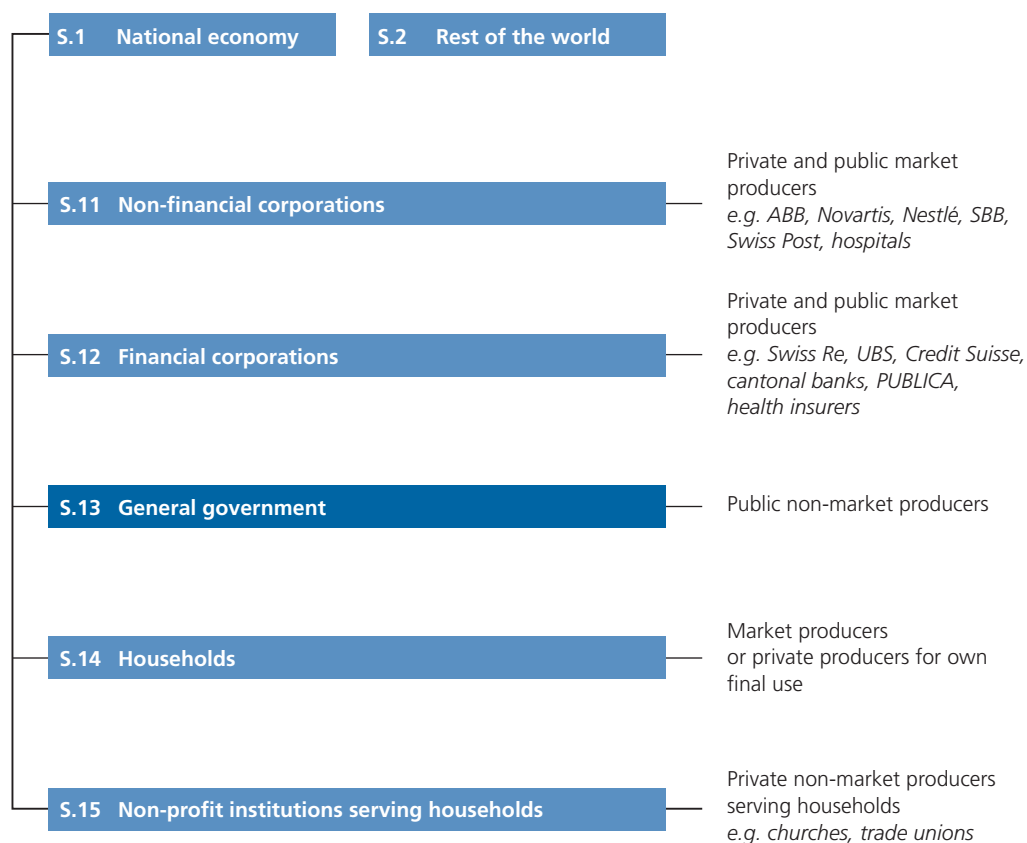 S.1 National economy
S.2 Rest of the world
S.11 Non-financial corporations
Private and public market
producers
e.g. ABB, Novartis, Nestlé, SBB,
Swiss Post, hospitals
S.12 Financial corporations
Private and public market
producers
e.g. Swiss Re, UBS, Credit Suisse,
cantonal banks, PUBLICA,
health insurers
S.13 General government
Public non-market producers
S.14 Households
Market producers
or private producers for own
final use
S.15 Non-profit institutions serving households
Private non-market producers
serving households
e.g. churches, trade unions